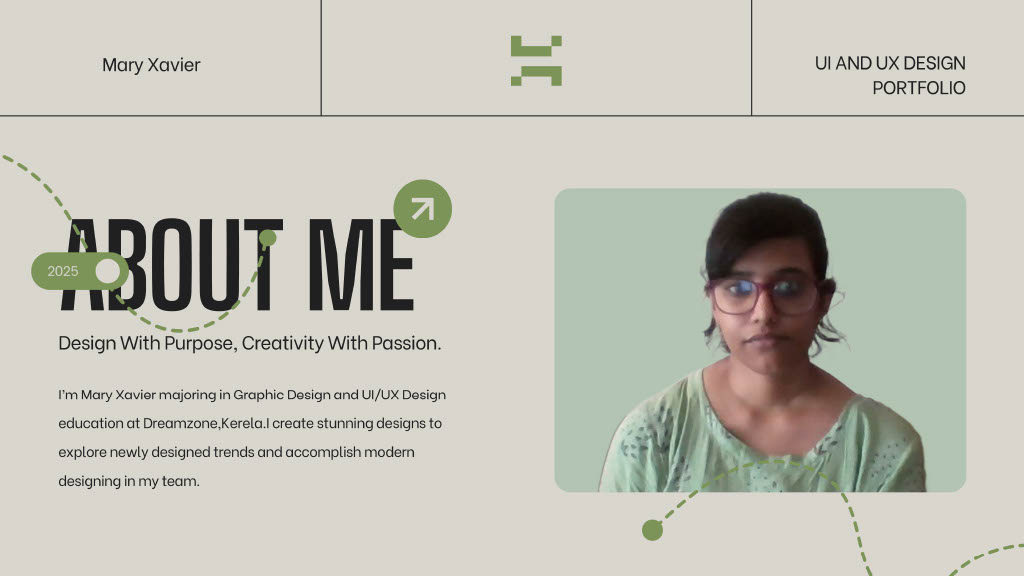 Mary Xavier
UI AND UX DESIGN
PORTFOLIO
ABOUT ME
2025
Design With Purpose, Creativity With Passion.
I'm Mary Xavier majoring in Graphic Design and UI/UX Design
education at Dreamzone,Kerela.I create stunning designs to
explore newly designed trends and accomplish modern
designing in my team.